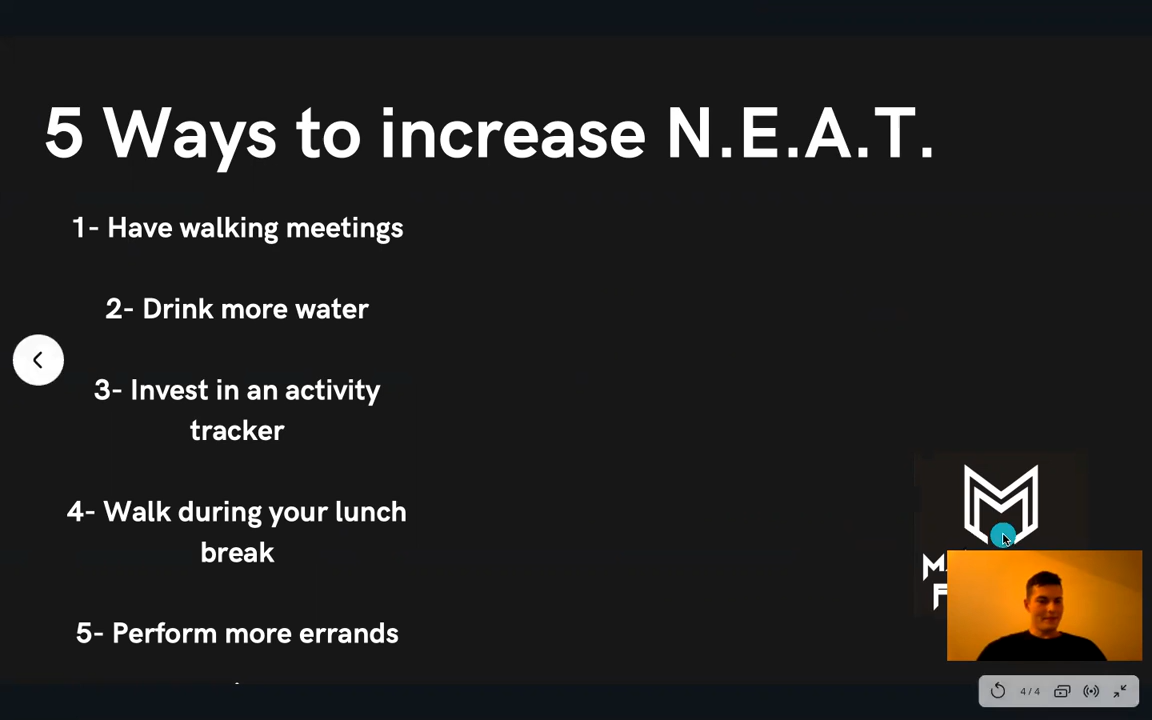 5 Ways to increase N.E.A.T.
1- Have walking meetings
2- Drink more water
3- Invest in an activity
tracker
4- Walk during your lunch
break
5- Perform more errands
4/4